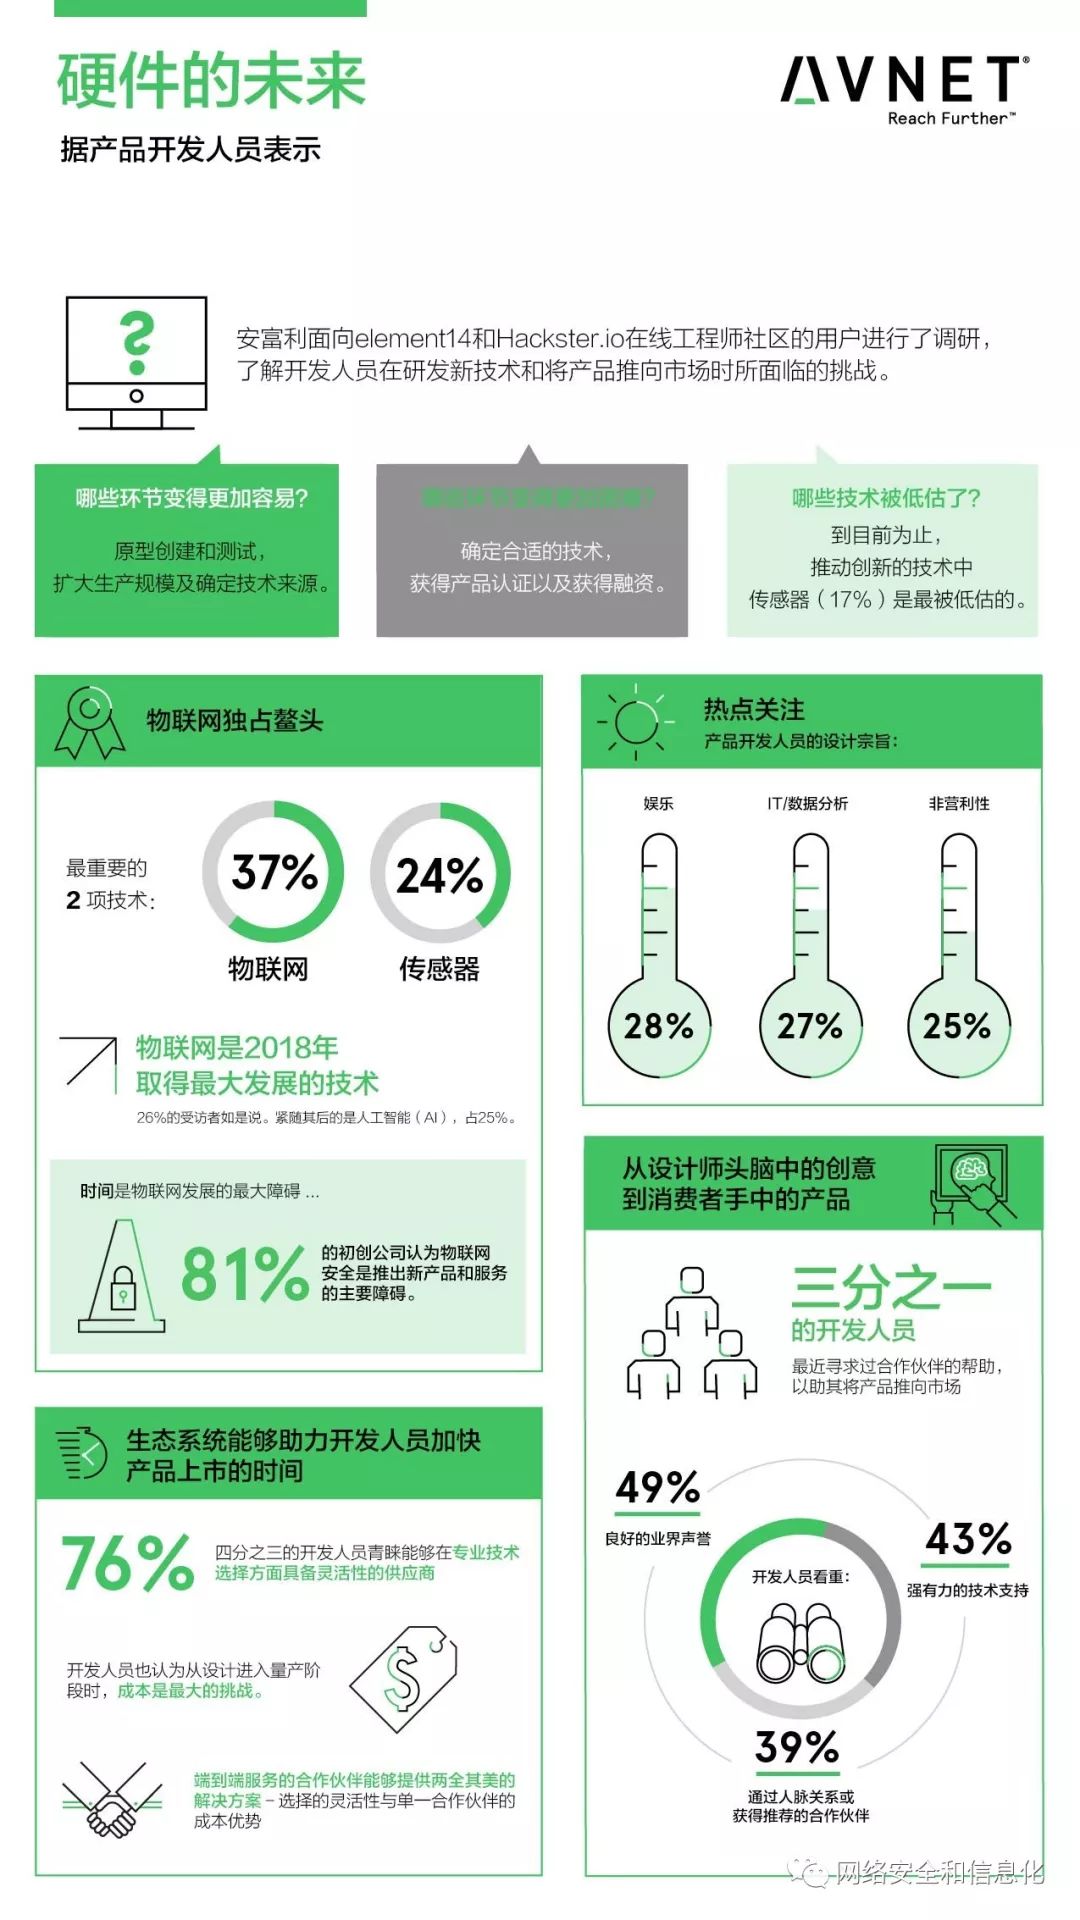 硬件的未来
据产品开发人员表示
AVNET®
Reach Further™
安富利面向element14和Hackster.io在线工程师社区的用户进行了调研，
了解开发人员在研发新技术和将产品推向市场时所面临的挑战。
哪些环节变得更加容易？
原型创建和测试，
扩大生产规模及确定技术来源。
哪些环节变得更加困难？
确定合适的技术，
获得产品认证以及获得融资。
哪些技术被低估了？
到目前为止，
推动创新的技术中
传感器（17%）是最被低估的。
物联网独占鳌头
最重要的
2 项技术：
37%
物联网
24%
传感器
物联网是2018年
取得最大发展的技术
26%的受访者如是说。紧随其后的是人工智能（AI），占25%。
时间是物联网发展的最大障碍 ...
81%
的初创公司认为物联网
安全是推出新产品和服务
的主要障碍。
热点关注
产品开发人员的设计宗旨：
娱乐
IT/数据分析
非营利性
28%
27%
25%
从设计师头脑中的创意
到消费者手中的产品
三分之一
的开发人员
最近寻求过合作伙伴的帮助，
以助其将产品推向市场
49%
良好的业界声誉
43%
强有力的技术支持
开发人员看重：
39%
通过人脉关系或
获得推荐的合作伙伴
生态系统能够助力开发人员加快
产品上市的时间
76%
四分之三的开发人员青睐能够在专业技术
选择方面具备灵活性的供应商
开发人员也认为从设计进入量产阶
段时，成本是最大的挑战。
端到端服务的合作伙伴能够提供两全其美的
解决方案 – 选择的灵活性与单一合作伙伴的
成本优势
网络安全和信息化